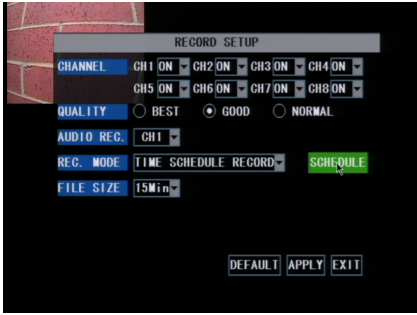 RECORD SETUP
CHANNEL CH1 ON CH2 ON CH3 ON CH4 ON
CH5 ON CH6 ON CH7 ON CH8 ON
QUALITY BEST GOOD NORMAL
AUDIO REC. CH1
REC. MODE TIME SCHEDULE RECORD SCHEDULE
FILE SIZE 15Min
DEFAULT APPLY EXIT